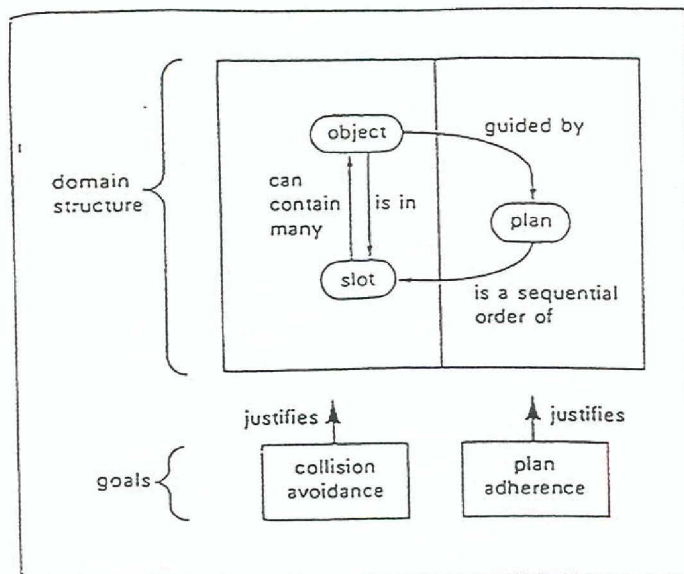 object
guided by
can
contain
many
is in
domain
structure
plan
slot
is a sequential
order of
justifies
justifies
goals
collision
avoidance
plan
adherence